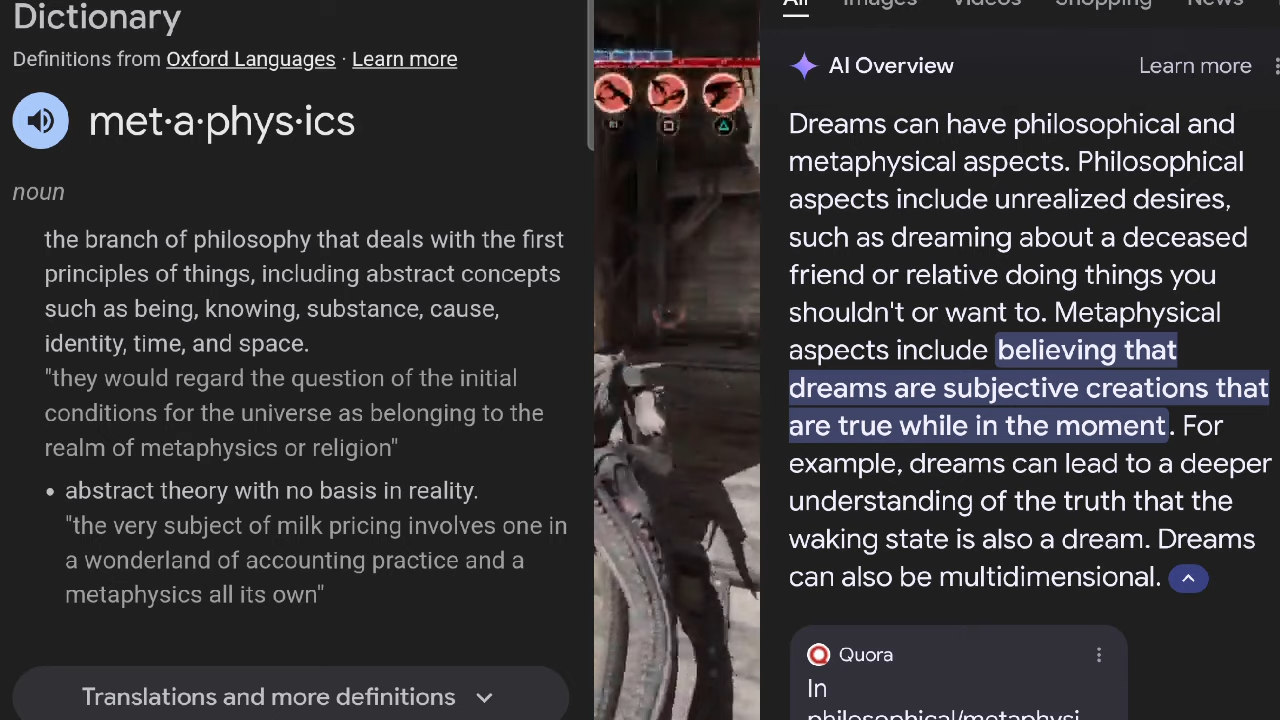 Dictionary
Definitions from Oxford Languages · Learn more
met·a·phys·ics
noun
the branch of philosophy that deals with the first
principles of things, including abstract concepts
such as being, knowing, substance, cause,
identity, time, and space.
"they would regard the question of the initial
conditions for the universe as belonging to the
realm of metaphysics or religion"
• abstract theory with no basis in reality.
"the very subject of milk pricing involves one in
a wonderland of accounting practice and a
metaphysics all its own"
Translations and more definitions
All Images Videos Shopping News
AI Overview Learn more
Dreams can have philosophical and
metaphysical aspects. Philosophical
aspects include unrealized desires,
such as dreaming about a deceased
friend or relative doing things you
shouldn't or want to. Metaphysical
aspects include believing that
dreams are subjective creations that
are true while in the moment. For
example, dreams can lead to a deeper
understanding of the truth that the
waking state is also a dream. Dreams
can also be multidimensional.
Quora
In
philosophical/metaphysi